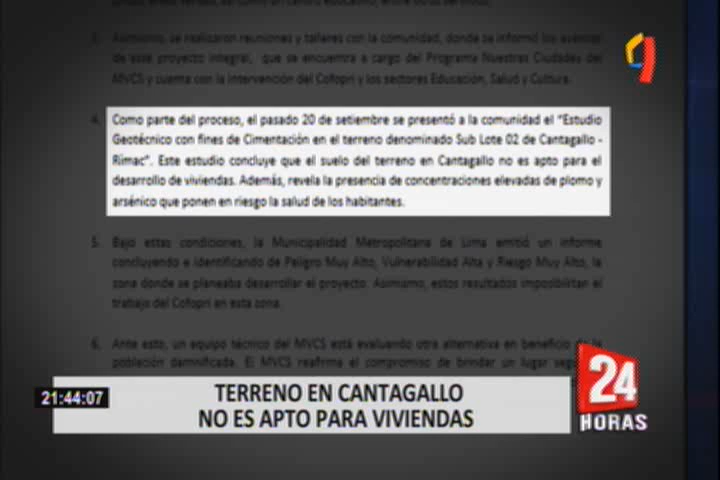 3. Asimismo, se realizaron reuniones y talleres con la comunidad, donde se informó los avances
de este proyecto integral, que se encuentra a cargo del Programa Nuestras Ciudades del
MVCS y cuenta con la intervención del Cofopri y los sectores Educación, Salud y Cultura.
4. Como parte del proceso, el pasado 20 de setiembre se presentó a la comunidad el "Estudio
Geotécnico con fines de Cimentación en el terreno denominado Sub Lote 02 de Cantagallo -
Rímac". Este estudio concluye que el suelo del terreno en Cantagallo no es apto para el
desarrollo de viviendas. Además, revela la presencia de concentraciones elevadas de plomo y
arsénico que ponen en riesgo la salud de los habitantes.
5. Bajo estas condiciones, la Municipalidad Metropolitana de Lima emitió un informe
concluyendo e identificando de Peligro Muy Alto, Vulnerabilidad Alta y Riesgo Muy Alto, la
zona donde se planeaba desarrollar el proyecto. Asimismo, estos resultados imposibilitan el
trabajo del Cofopri en esta zona.
6. Ante esto, un equipo técnico del MVCS está evaluando otra alternativa en beneficio de la
población damnificada. El MVCS reafirma el compromiso de brindar un lugar
21:44:07
TERRENO EN CANTAGALLO
NO ES APTO PARA VIVIENDAS
24
HORAS